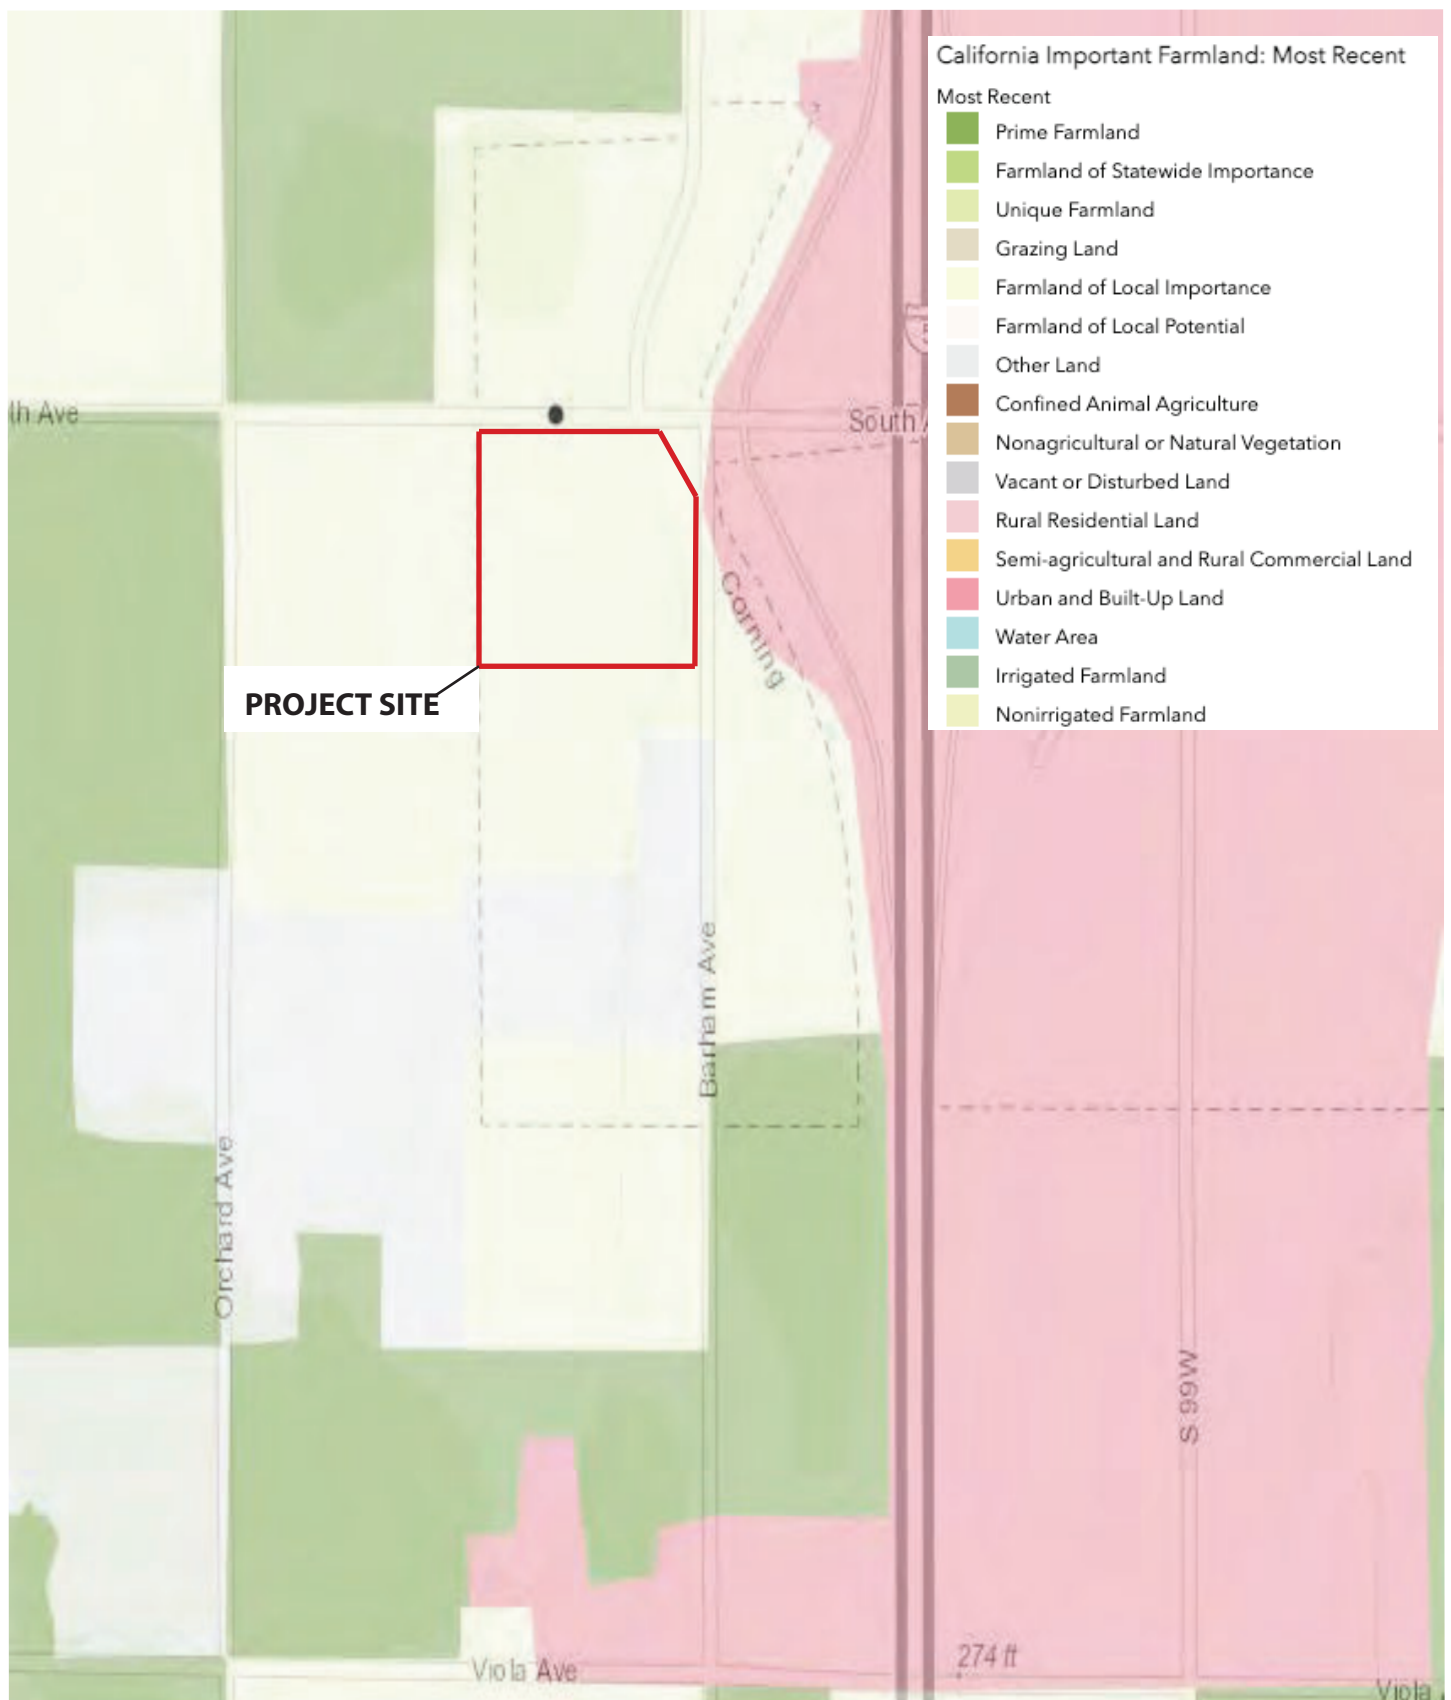 California Important Farmland: Most Recent
Most Recent
Prime Farmland
Farmland of Statewide Importance
Unique Farmland
Grazing Land
Farmland of Local Importance
Farmland of Local Potential
Other Land
Confined Animal Agriculture
Nonagricultural or Natural Vegetation
Vacant or Disturbed Land
Rural Residential Land
Semi-agricultural and Rural Commercial Land
Urban and Built-Up Land
Water Area
Irrigated Farmland
Nonirrigated Farmland
5
th Ave
South A
Corning
PROJECT SITE
Barham Ave
Orchard Ave
S 99W
274 ft
Viola Ave
Viola